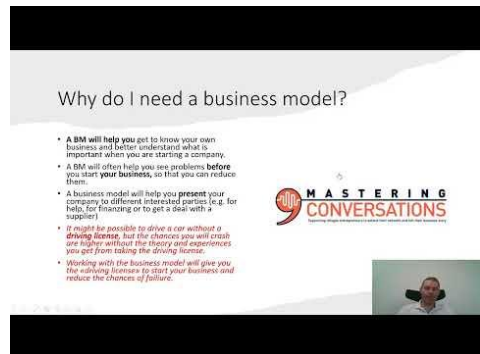 Why do I need a business model?
• A BM will help you get to know your own
business and better understand what is
important when you are starting a company.
• A BM will often help you see problems before
you start your business, so that you can reduce
them.
• A business model will help you present your
company to different interested parties (e.g. for
help, for financing or to get a deal with a
supplier)
• It might be possible to drive a car without a
driving license, but the chances you will crash
are higher without the theory and experiences
you get from taking the driving license.
• Working with the business model will give you
the «driving license» to start your business and
reduce the chances of failiure.
MASTERING
CONVERSATIONS